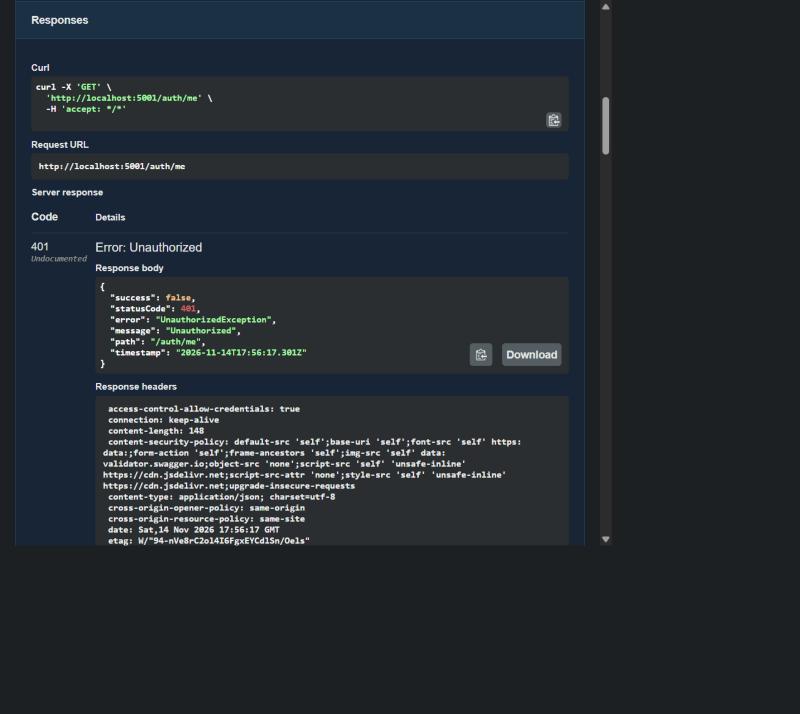 Responses
Curl
curl -X 'GET' \
'http://localhost:5001/auth/me' \
-H 'accept: */*'
Request URL
http://localhost:5001/auth/me
Server response
Code Details
401 Error: Unauthorized
Undocumented
Response body
{
"success": false,
"statusCode": 401,
"error": "UnauthorizedException",
"message": "Unauthorized",
"path": "/auth/me",
"timestamp": "2026-11-14T17:56:17.301Z"
}
Download
Response headers
access-control-allow-credentials: true
connection: keep-alive
content-length: 148
content-security-policy: default-src 'self';base-uri 'self';font-src 'self' https:
data:;form-action 'self';frame-ancestors 'self';img-src 'self' data:
validator.swagger.io;object-src 'none';script-src 'self' 'unsafe-inline'
https://cdn.jsdelivr.net;script-src-attr 'none';style-src 'self' 'unsafe-inline'
https://cdn.jsdelivr.net;upgrade-insecure-requests
content-type: application/json; charset=utf-8
cross-origin-opener-policy: same-origin
cross-origin-resource-policy: same-site
date: Sat,14 Nov 2026 17:56:17 GMT
etag: